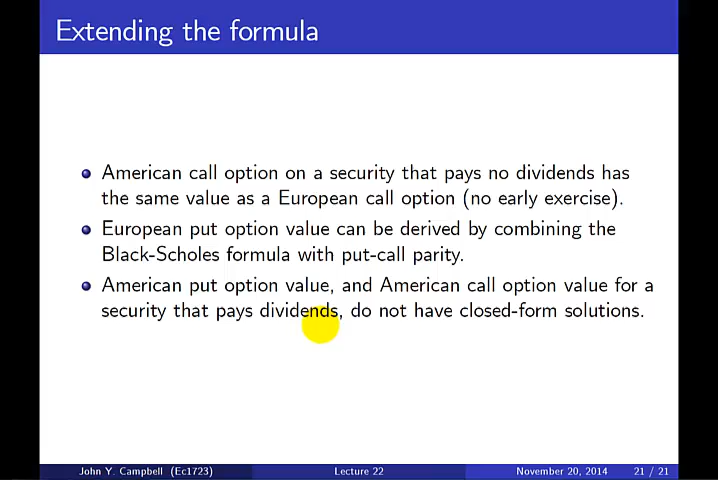 Extending the formula
American call option on a security that pays no dividends has
the same value as a European call option (no early exercise).
European put option value can be derived by combining the
Black-Scholes formula with put-call parity.
American put option value, and American call option value for a
security that pays dividends, do not have closed-form solutions.
John Y. Campbell (Ec1723)
Lecture 22
November 20, 2014
21 / 21